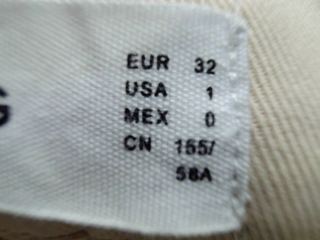 G
EUR 32
USA 1
MEX 0
CN 155/
58A